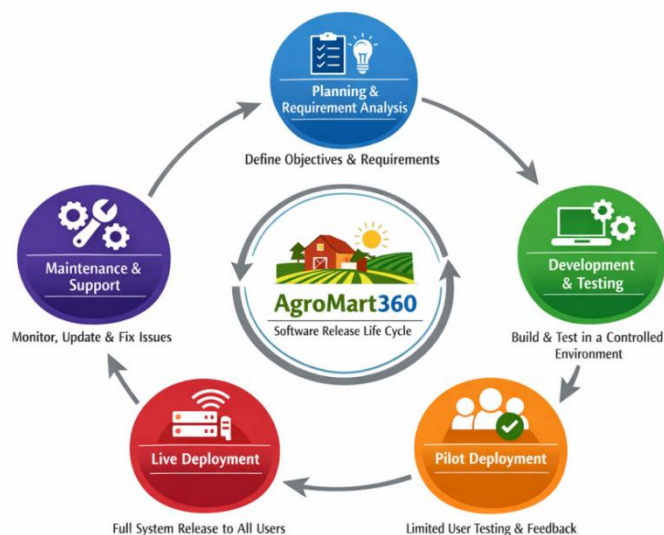 Planning &
Requirement Analysis
Define Objectives & Requirements
Maintenance &
Support
Monitor, Update & Fix Issues
AgroMart360
Software Release Life Cycle
Development
& Testing
Build & Test in a Controlled
Environment
Live Deployment
Full System Release to All Users
Pilot Deployment
Limited User Testing & Feedback